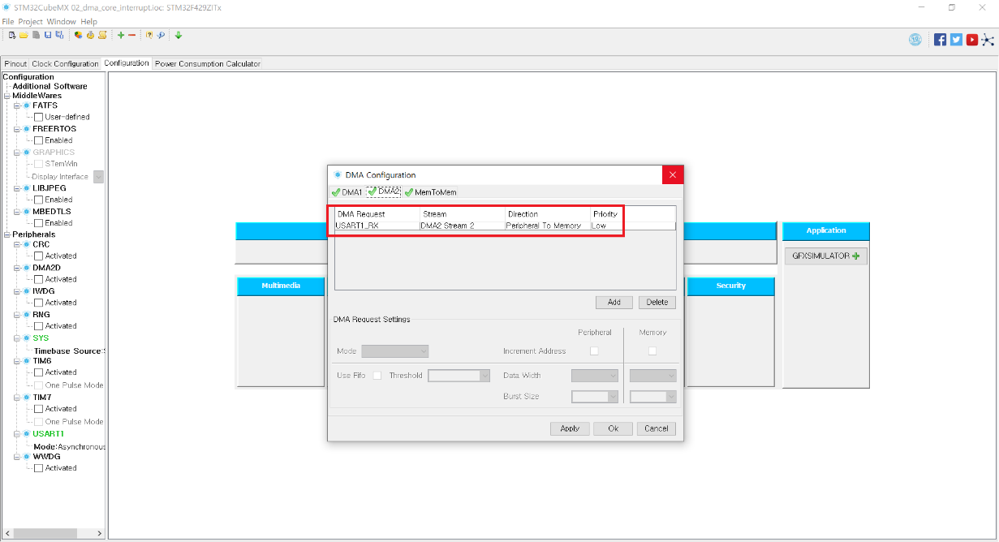 STM32CubeMX 02_dma_core_interrupt.ioc: STM32F429ZITx
File Project Window Help
Pinout Clock Configuration Configuration Power Consumption Calculator
Configuration
Additional Software
MiddleWares
FATFS
User-defined
FREERTOS
Enabled
GRAPHICS
STemWin
Display Interface
LIBJPEG
Enabled
MBEDTLS
Enabled
Peripherals
CRC
Activated
DMA2D
Activated
IWDG
Activated
RNG
Activated
SYS
Timebase Source:S
TIM6
Activated
One Pulse Mode
TIM7
Activated
One Pulse Mode
USART1
Mode:Asynchronous
WWDG
Activated
Multimedia
DMA Configuration
DMA1 DMA2 MemToMem
DMA Request Stream Direction Priority
USART1_RX DMA2 Stream 2 Peripheral To Memory Low
Add Delete
DMA Request Settings
Peripheral Memory
Mode Increment Address
Use Fifo Threshold Data Width
Burst Size
Apply Ok Cancel
Security
Application
GFXSIMULATOR